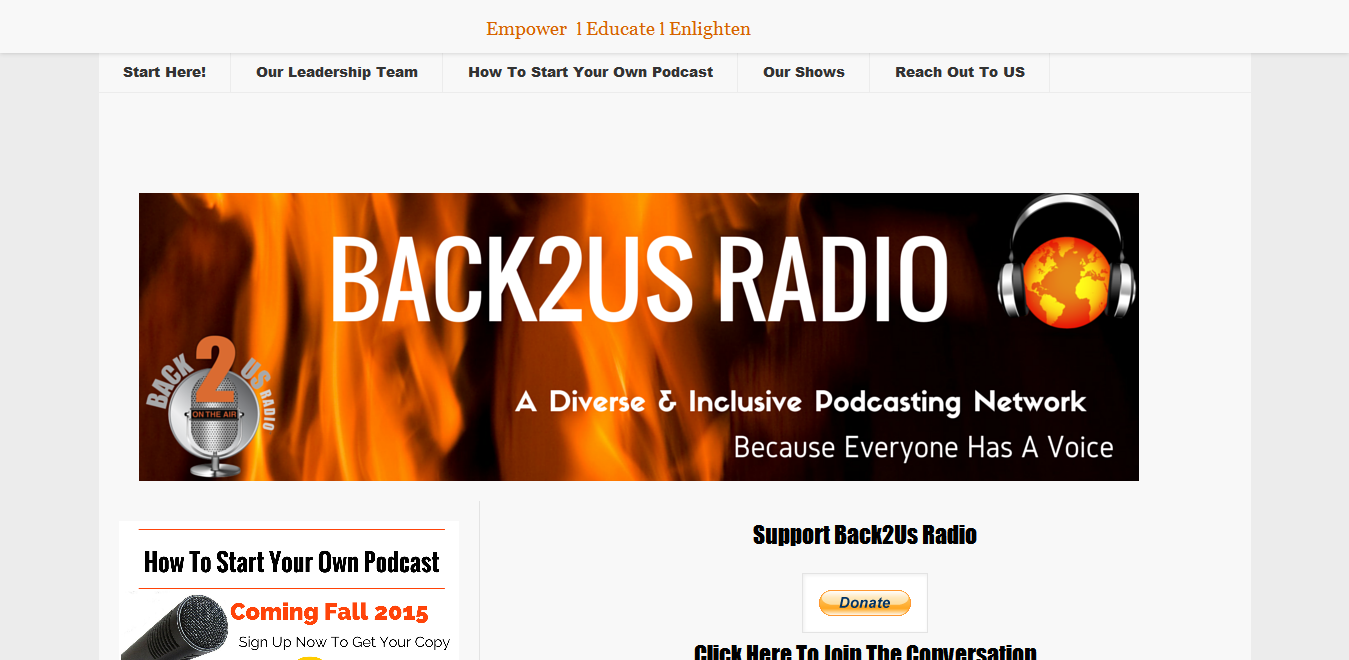 Empower l Educate l Enlighten
Start Here! Our Leadership Team How To Start Your Own Podcast Our Shows Reach Out To US
BACK2US RADIO
BACK 2 US RADIO
ON THE AIR
A Diverse & Inclusive Podcasting Network
Because Everyone Has A Voice
How To Start Your Own Podcast
Coming Fall 2015
Sign Up Now To Get Your Copy
Support Back2Us Radio
Donate
Click Here To Join The Conversation